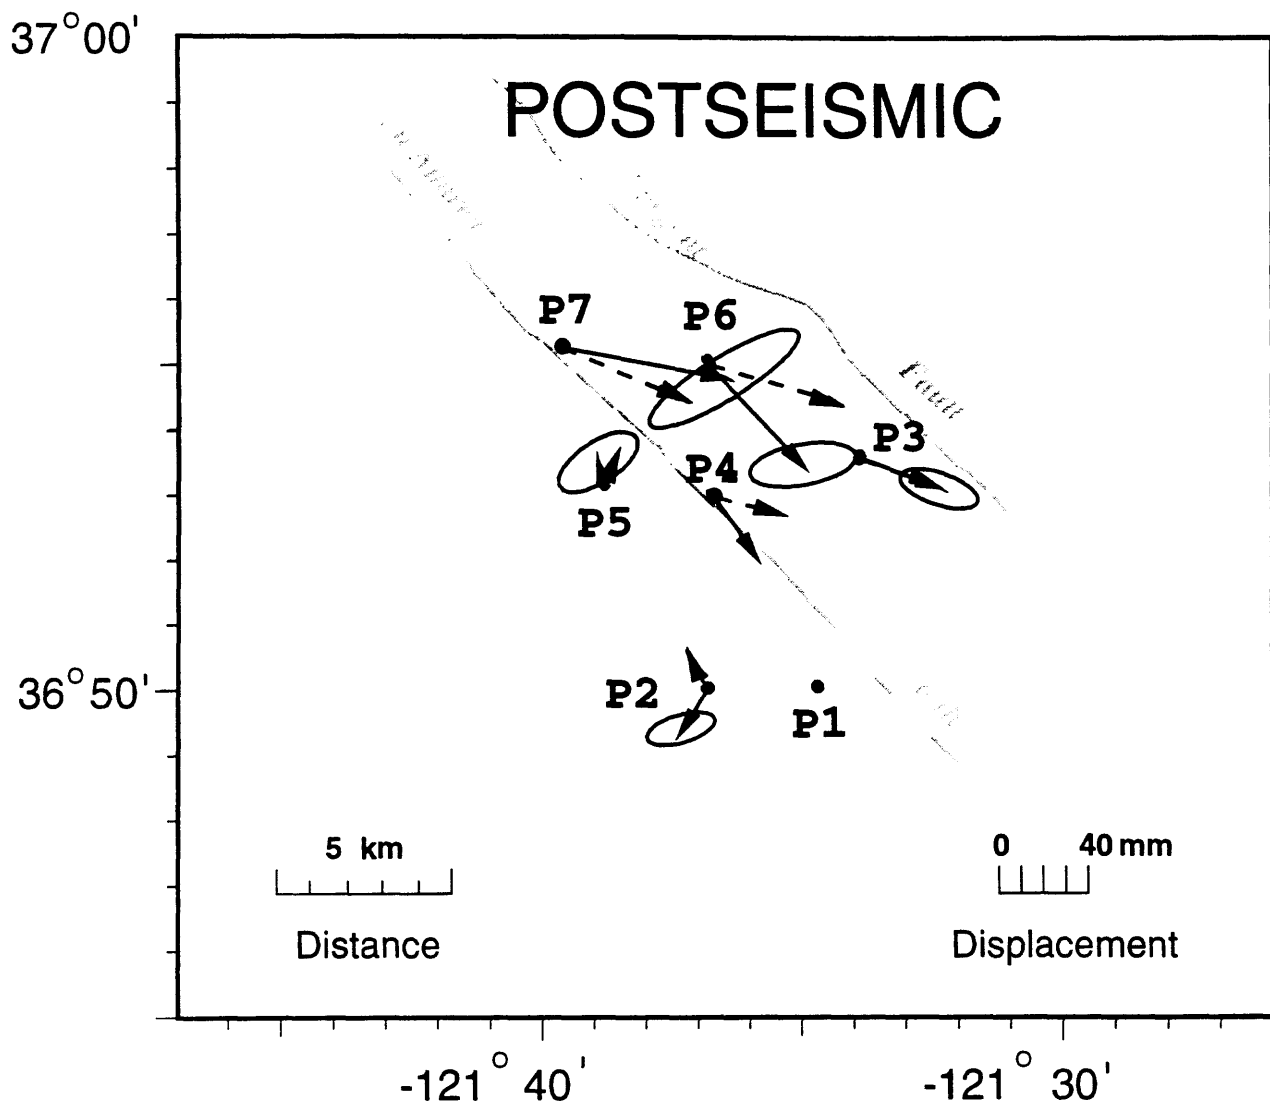 37°00'
POSTSEISMIC
P7
P6
Fault
P3
P4
P5
36°50'
P2
P1
5 km
0 40 mm
Distance
Displacement
-121° 40'
-121° 30'